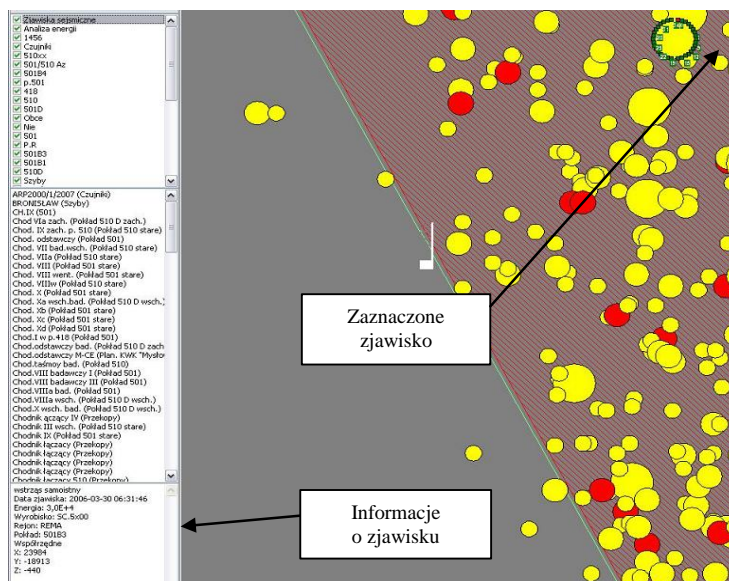 Zjawiska sejsmiczne
Analiza energii
1456
Czujniki
510xx
501/510 Az
501B4
p.501
418
510
501D
Obce
Nie
501
P.R
501B3
501B1
510D
Szyby
ARP2000/1/2007 (Czujniki)
BRONISŁAW (Szyby)
CH.IX (501)
Chod VIa zach. (Pokład 510 D zach.)
Chod. IX zach. p. 510 (Pokład 510 stare)
Chod. odstawczy (Pokład 501)
Chod. VII bad.wsch. (Pokład 510 D wsch.)
Chod. VIIa (Pokład 510 stare)
Chod. VIII (Pokład 501 stare)
Chod. VIII went. (Pokład 501 stare)
Chod. VIIIw (Pokład 510 stare)
Chod. X (Pokład 501 stare)
Chod. Xa wsch.bad. (Pokład 510 D wsch.)
Chod. Xb (Pokład 501 stare)
Chod. Xc (Pokład 501 stare)
Chod. Xd (Pokład 501 stare)
Chod.I w p.418 (Pokład 501)
Chod.odstawczy bad. (Pokład 510 D zach
Chod.odstawczy M-CE (Plan. KWK "Mysłow
Chod.taśmoy bad. (Pokład 510)
Chod.VIII badawczy I (Pokład 501)
Chod.VIII badawczy III (Pokład 501)
Chod.VIIIa bad. (Pokład 501)
Chod.VIIIa wsch. (Pokład 510 D wsch.)
Chod.X wsch. bad. (Pokład 510 D wsch.)
Chodnik ączący IV (Przekopy)
Chodnik III wsch. (Pokład 510 stare)
Chodnik IX (Pokład 501 stare)
Chodnik łączacy (Przekopy)
Chodnik łączący (Przekopy)
Chodnik łączący (Przekopy)
Chodnik łączący (Przekopy)
Chodnik łączący 510 (Przekopy)
wstrząs samoistny
Data zjawiska: 2006-03-30 06:31:46
Energia: 3,0E+4
Wyrobisko: SC.5x00
Rejon: REMA
Pokład: 501B3
Współrzędne
X: 23984
Y: -18913
Z: -440
Zaznaczone
zjawisko
Informacje
o zjawisku